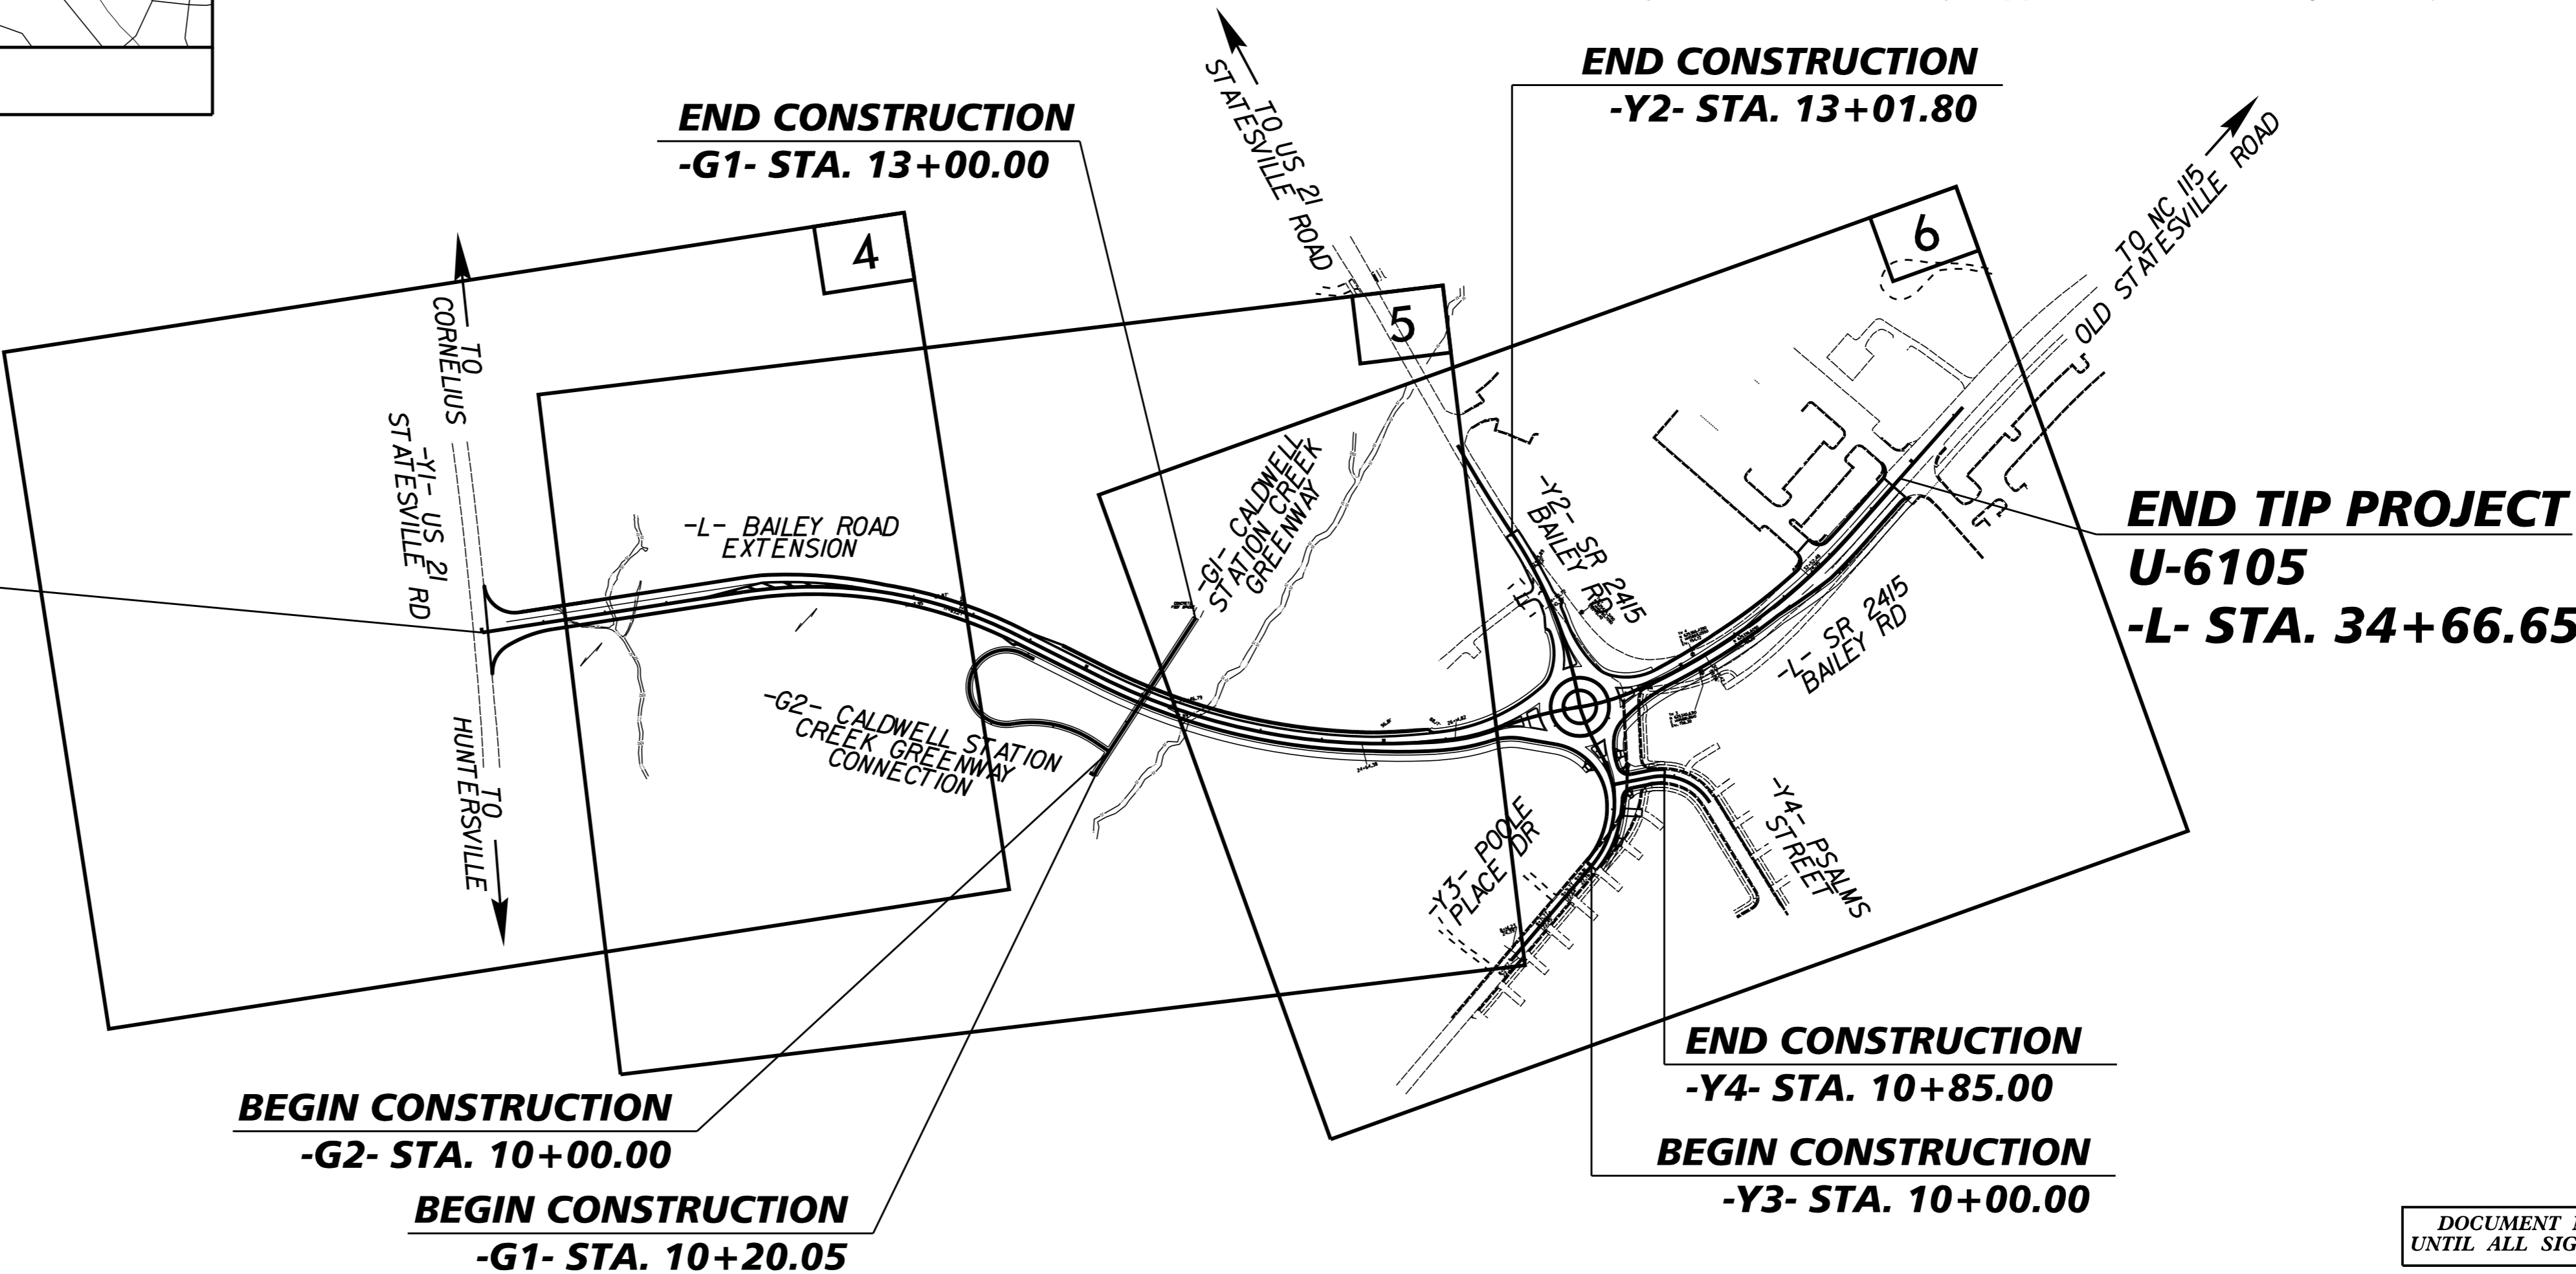 END CONSTRUCTION
-Y2- STA. 13+01.80
END CONSTRUCTION
-G1- STA. 13+00.00
TO US 21
STATESVILLE ROAD
TO NC 115
OLD STATESVILLE ROAD
4
5
6
TO
CORNELIUS
-Y1- US 21
STATESVILLE RD
-L- BAILEY ROAD
EXTENSION
-G1- CALDWELL
STATION CREEK
GREENWAY
-Y2- SR 2415
BAILEY RD
END TIP PROJECT
U-6105
-L- STA. 34+66.65
-L- SR 2415
BAILEY RD
-G2- CALDWELL STATION
CREEK GREENWAY
CONNECTION
TO
HUNTERSVILLE
-Y3- POOLE
PLACE DR
-Y4- PSALMS
STREET
END CONSTRUCTION
-Y4- STA. 10+85.00
BEGIN CONSTRUCTION
-G2- STA. 10+00.00
BEGIN CONSTRUCTION
-Y3- STA. 10+00.00
BEGIN CONSTRUCTION
-G1- STA. 10+20.05
DOCUMENT
UNTIL ALL